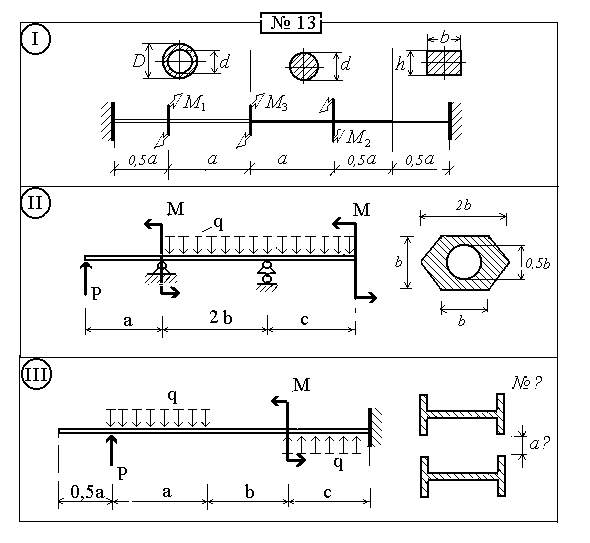 № 13
I
b
D
d
d
h
M1
M3
M2
0,5a
a
a
0,5a
0,5a
II
M
M
q
2b
b
0,5b
P
b
a
2 b
c
III
M
№ ?
q
a?
q
P
0,5a
a
b
c